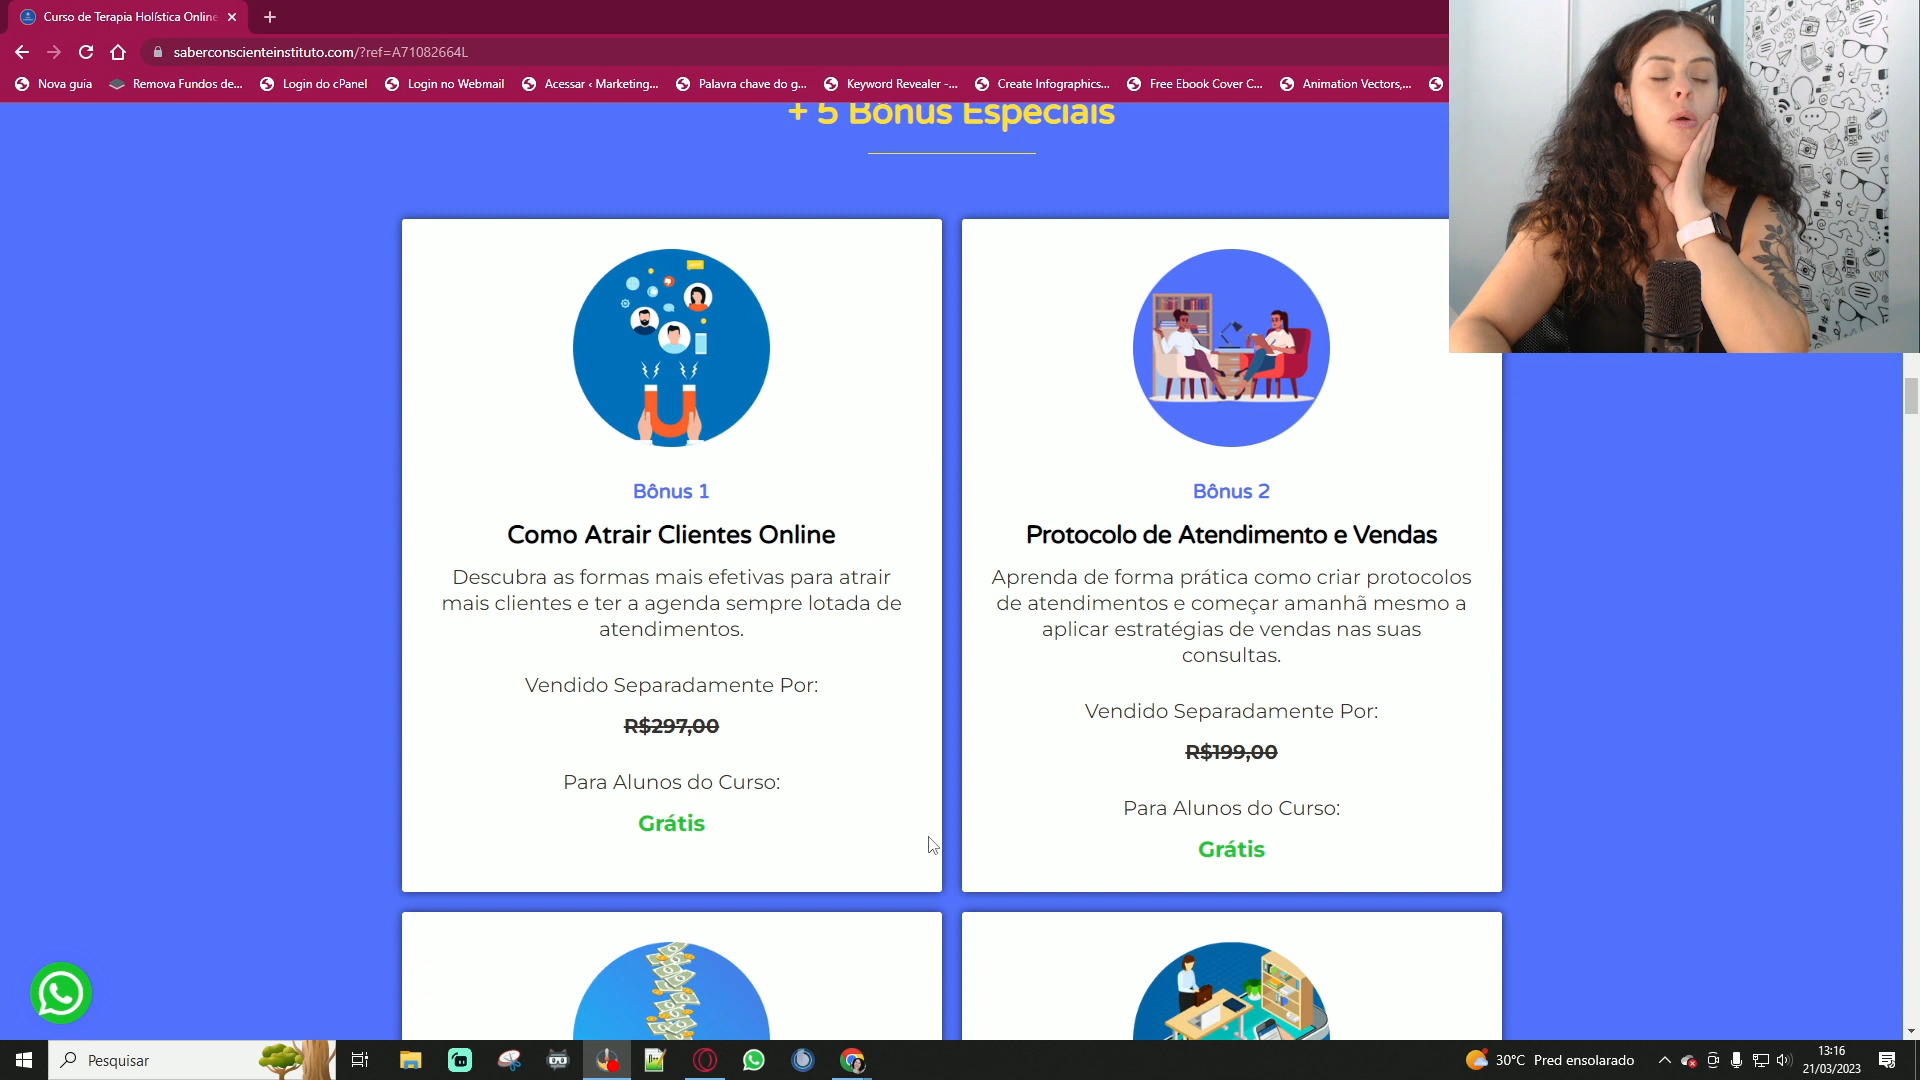 Curso de Terapia Holística Online
saberconscienteinstituto.com/?ref=A71082664L
Nova guia
Remova Fundos de...
Login do cPanel
Login no Webmail
Acessar ‹ Marketing...
Palavra chave do g...
Keyword Revealer -...
Create Infographics...
Free Ebook Cover C...
Animation Vectors,...
+ 5 Bônus Especiais
Bônus 1
Como Atrair Clientes Online
Descubra as formas mais efetivas para atrair
mais clientes e ter a agenda sempre lotada de
atendimentos.
Vendido Separadamente Por:
R$297,00
Para Alunos do Curso:
Grátis
Bônus 2
Protocolo de Atendimento e Vendas
Aprenda de forma prática como criar protocolos
de atendimentos e começar amanhã mesmo a
aplicar estratégias de vendas nas suas
consultas.
Vendido Separadamente Por:
R$199,00
Para Alunos do Curso:
Grátis
Pesquisar
30°C Pred ensolarado
13:16
21/03/2023